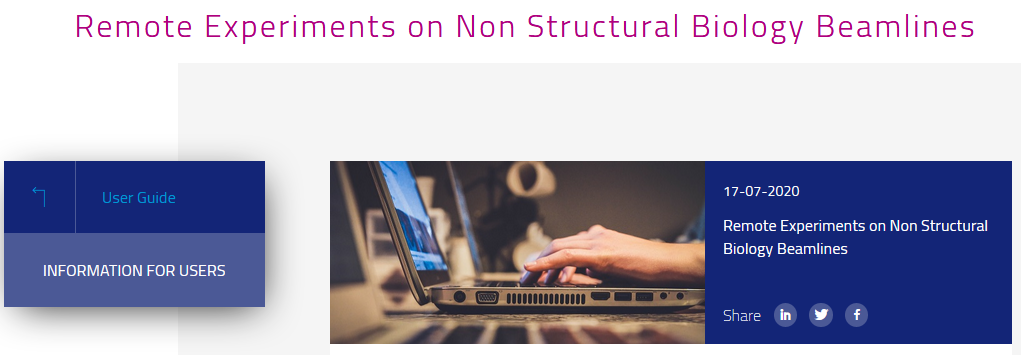 Remote Experiments on Non Structural Biology Beamlines
User Guide
INFORMATION FOR USERS
17-07-2020
Remote Experiments on Non Structural
Biology Beamlines
Share